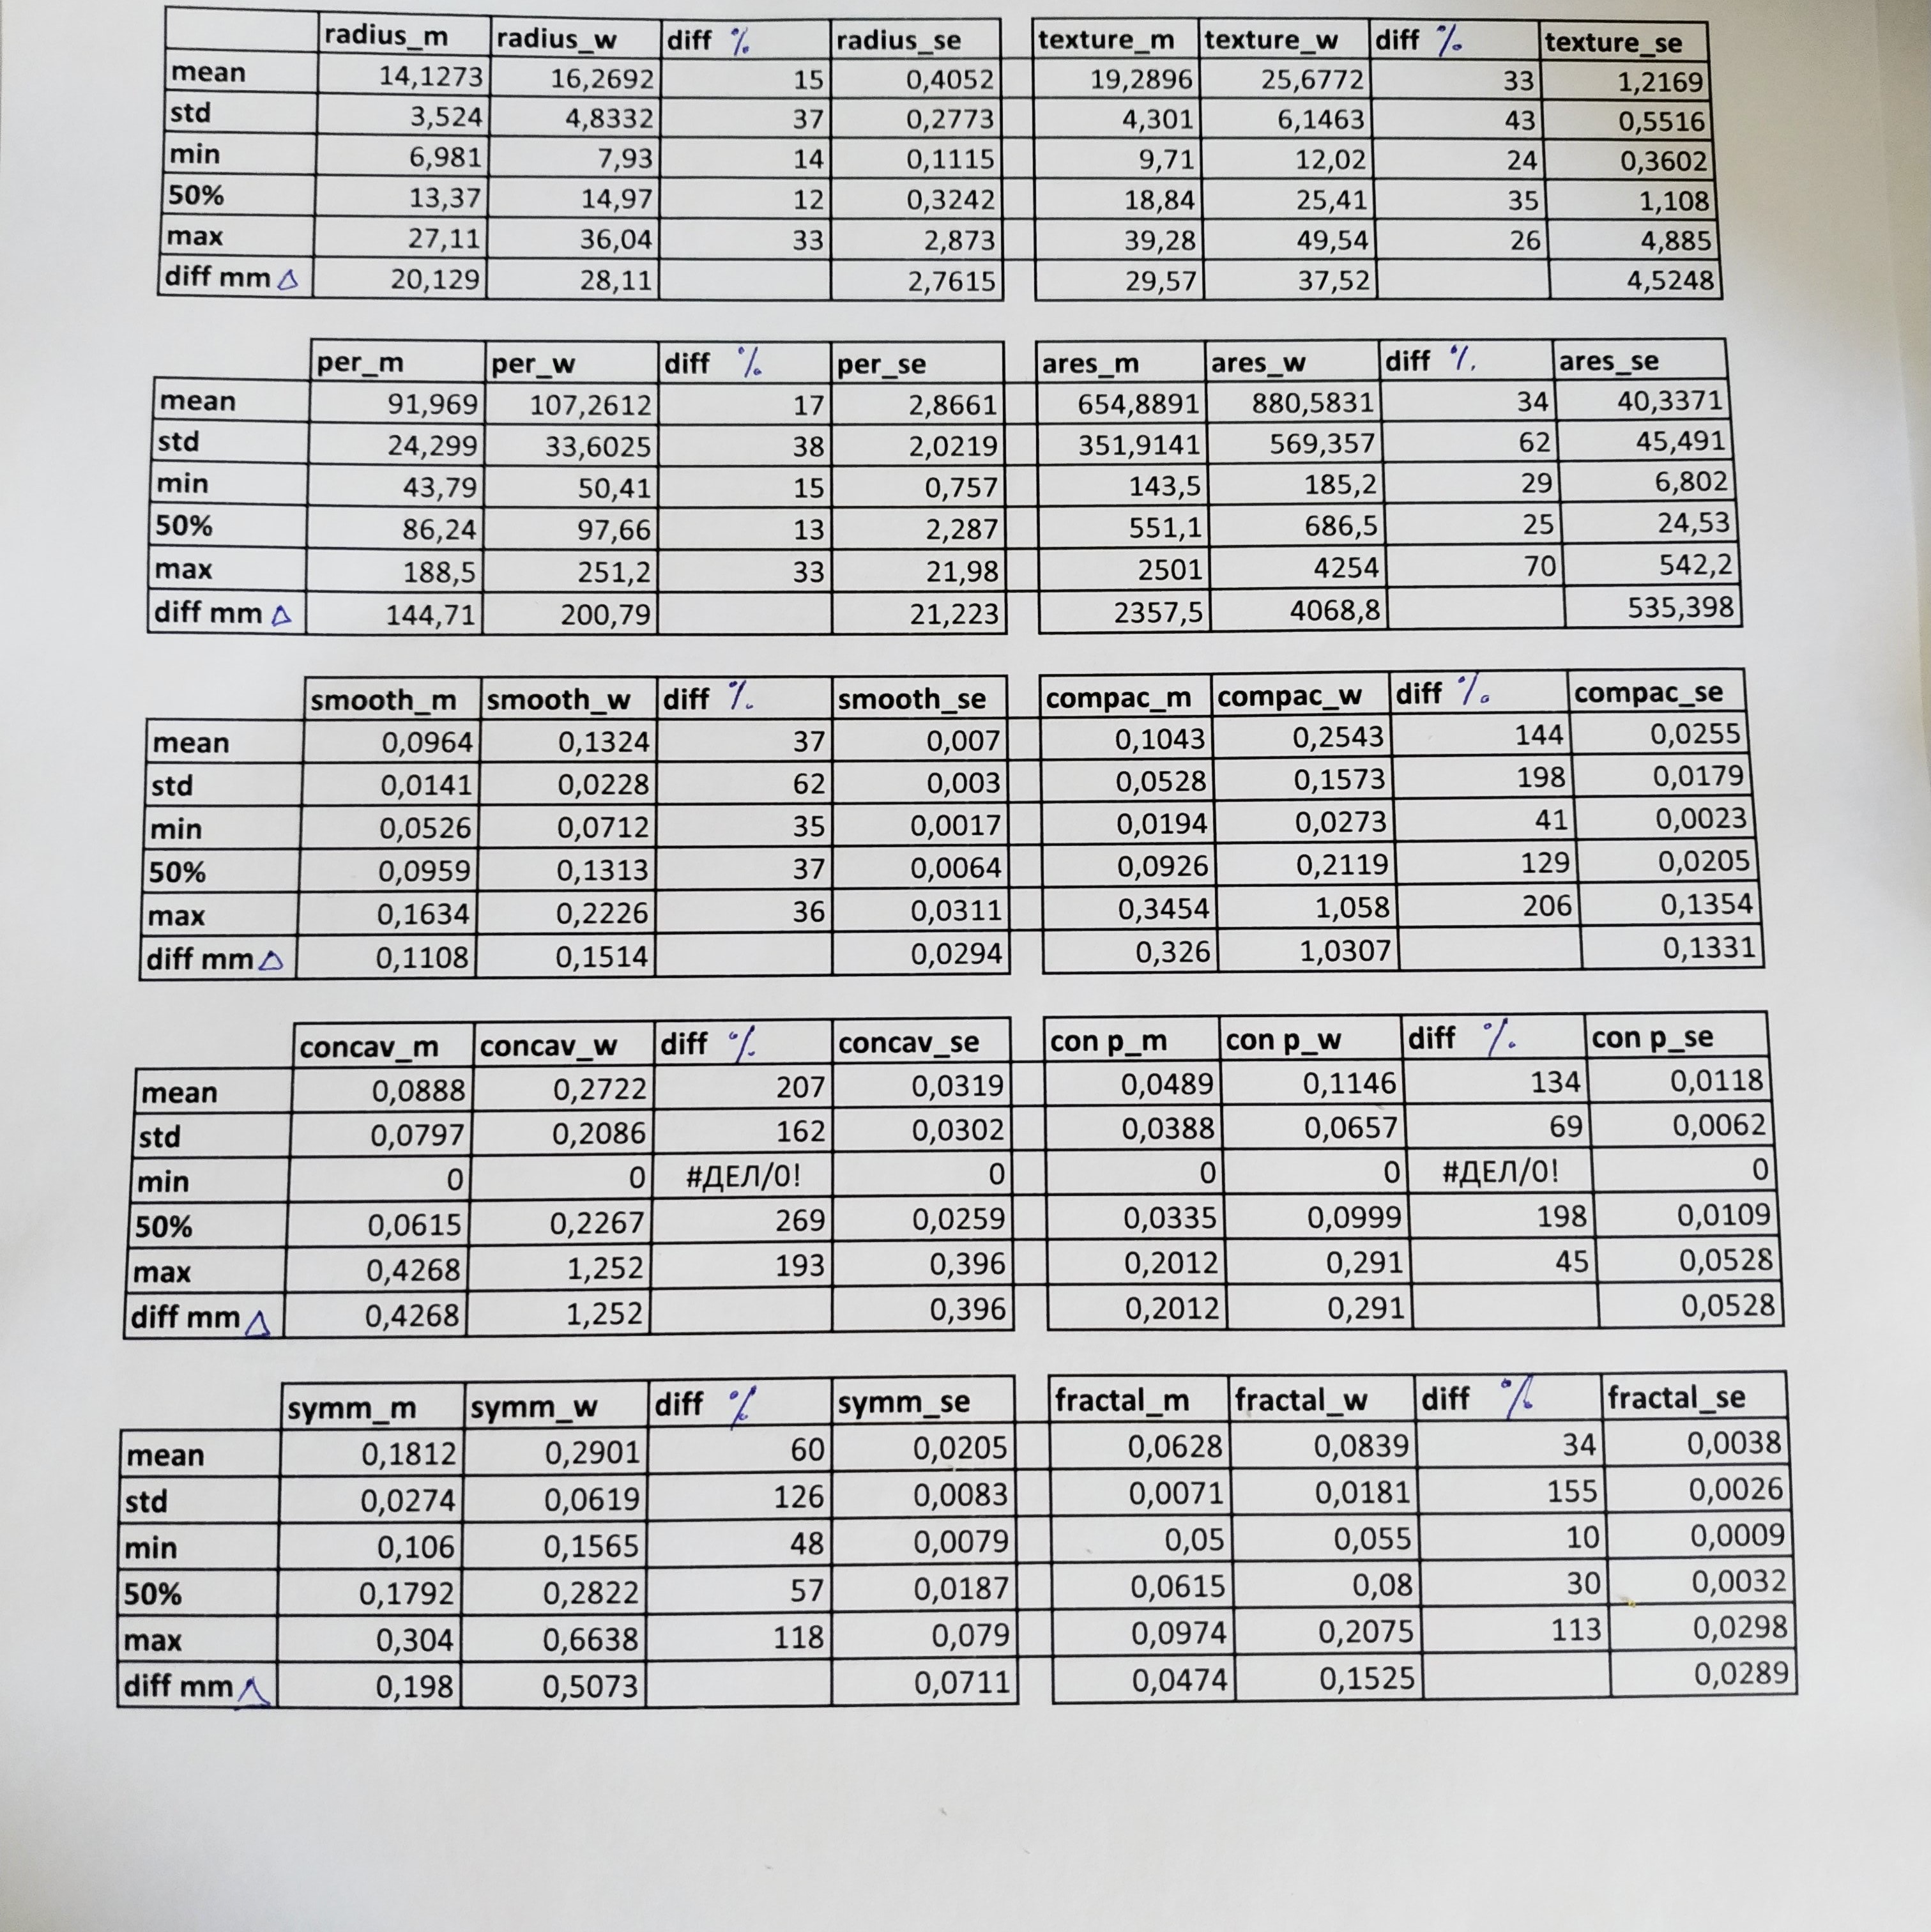 radius_m radius_w diff % radius_se texture_m texture_w diff % texture_se
mean 14,1273 16,2692 15 0,4052 19,2896 25,6772 33 1,2169
std 3,524 4,8332 37 0,2773 4,301 6,1463 43 0,5516
min 6,981 7,93 14 0,1115 9,71 12,02 24 0,3602
50% 13,37 14,97 12 0,3242 18,84 25,41 35 1,108
max 27,11 36,04 33 2,873 39,28 49,54 26 4,885
diff mm Δ 20,129 28,11 2,7615 29,57 37,52 4,5248
per_m per_w diff % per_se ares_m ares_w diff % ares_se
mean 91,969 107,2612 17 2,8661 654,8891 880,5831 34 40,3371
std 24,299 33,6025 38 2,0219 351,9141 569,357 62 45,491
min 43,79 50,41 15 0,757 143,5 185,2 29 6,802
50% 86,24 97,66 13 2,287 551,1 686,5 25 24,53
max 188,5 251,2 33 21,98 2501 4254 70 542,2
diff mm Δ 144,71 200,79 21,223 2357,5 4068,8 535,398
smooth_m smooth_w diff % smooth_se compac_m compac_w diff % compac_se
mean 0,0964 0,1324 37 0,007 0,1043 0,2543 144 0,0255
std 0,0141 0,0228 62 0,003 0,0528 0,1573 198 0,0179
min 0,0526 0,0712 35 0,0017 0,0194 0,0273 41 0,0023
50% 0,0959 0,1313 37 0,0064 0,0926 0,2119 129 0,0205
max 0,1634 0,2226 36 0,0311 0,3454 1,058 206 0,1354
diff mm Δ 0,1108 0,1514 0,0294 0,326 1,0307 0,1331
concav_m concav_w diff % concav_se con p_m con p_w diff % con p_se
mean 0,0888 0,2722 207 0,0319 0,0489 0,1146 134 0,0118
std 0,0797 0,2086 162 0,0302 0,0388 0,0657 69 0,0062
min 0 0 #ДЕЛ/0! 0 0 0 #ДЕЛ/0! 0
50% 0,0615 0,2267 269 0,0259 0,0335 0,0999 198 0,0109
max 0,4268 1,252 193 0,396 0,2012 0,291 45 0,0528
diff mm Δ 0,4268 1,252 0,396 0,2012 0,291 0,0528
symm_m symm_w diff % symm_se fractal_m fractal_w diff % fractal_se
mean 0,1812 0,2901 60 0,0205 0,0628 0,0839 34 0,0038
std 0,0274 0,0619 126 0,0083 0,0071 0,0181 155 0,0026
min 0,106 0,1565 48 0,0079 0,05 0,055 10 0,0009
50% 0,1792 0,2822 57 0,0187 0,0615 0,08 30 0,0032
max 0,304 0,6638 118 0,079 0,0974 0,2075 113 0,0298
diff mm Δ 0,198 0,5073 0,0711 0,0474 0,1525 0,0289